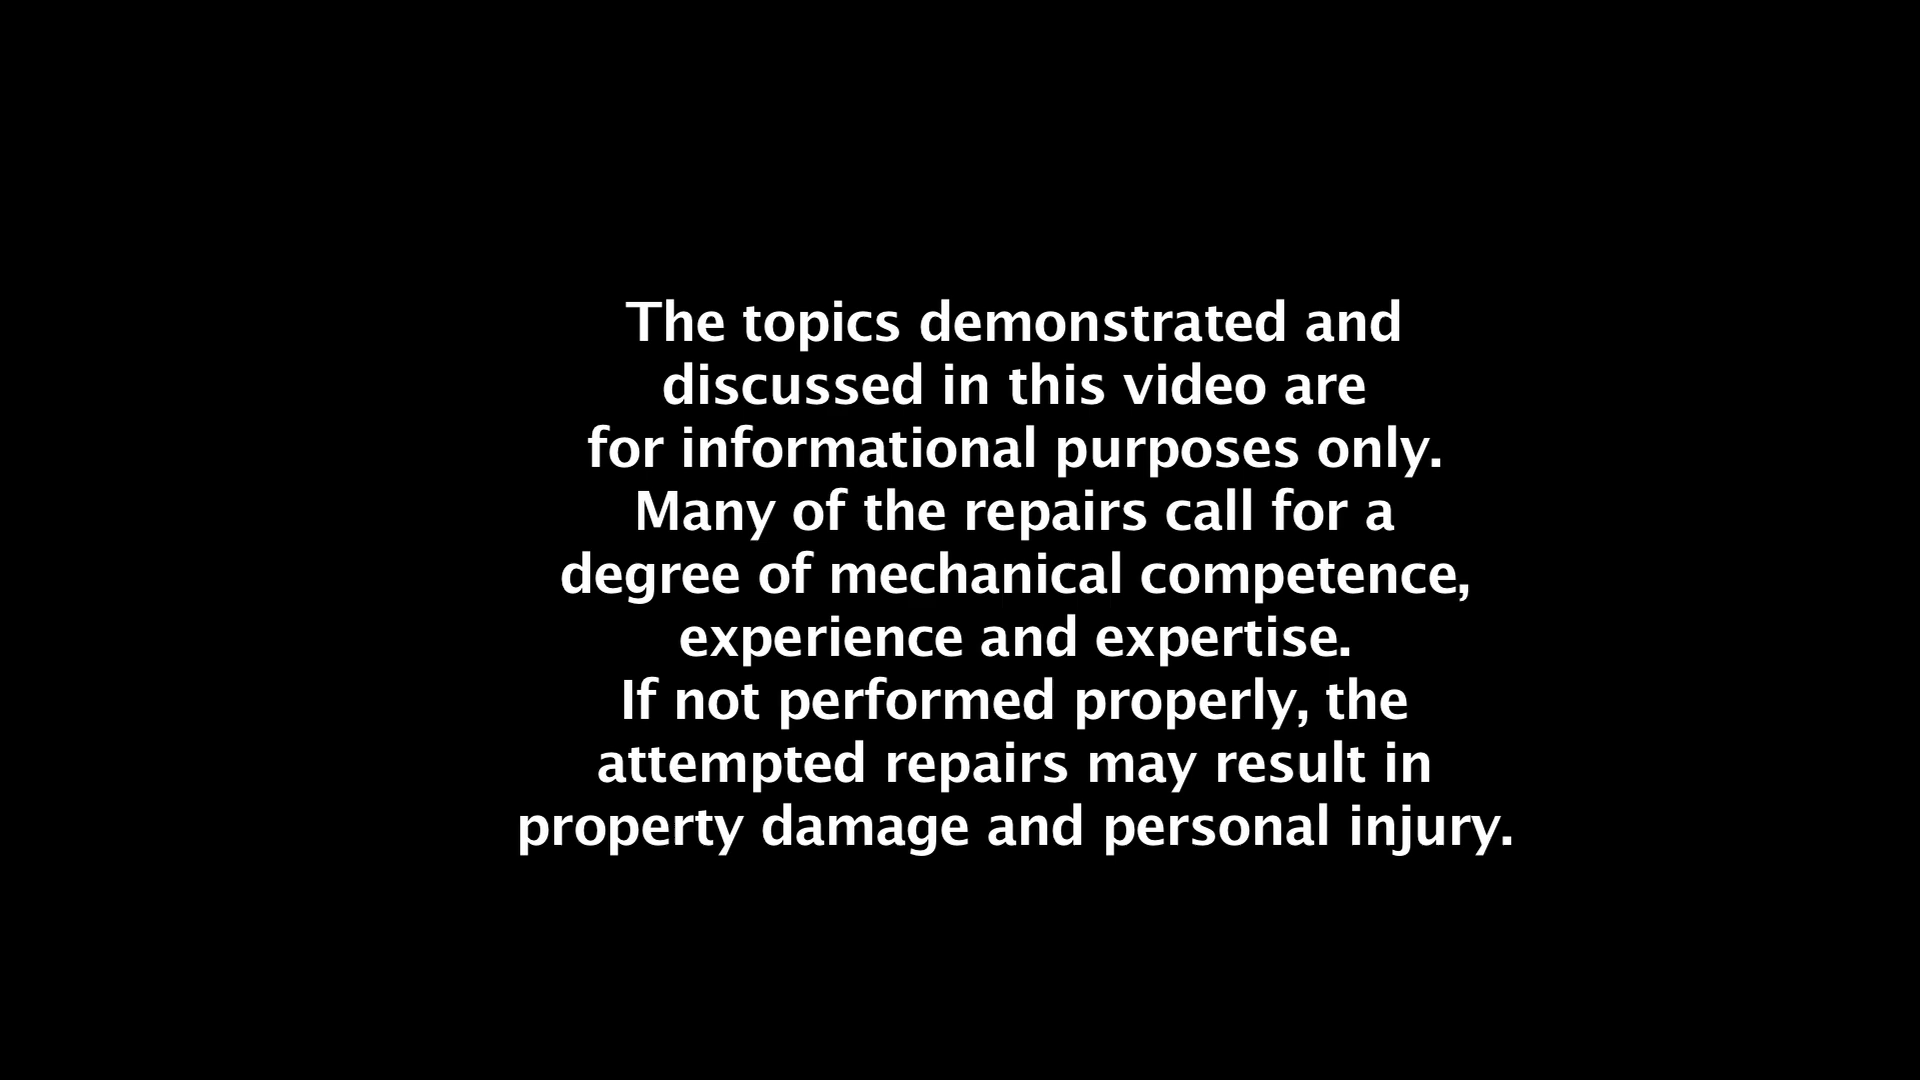 The topics demonstrated and
discussed in this video are
for informational purposes only.
Many of the repairs call for a
degree of mechanical competence,
experience and expertise.
If not performed properly, the
attempted repairs may result in
property damage and personal injury.